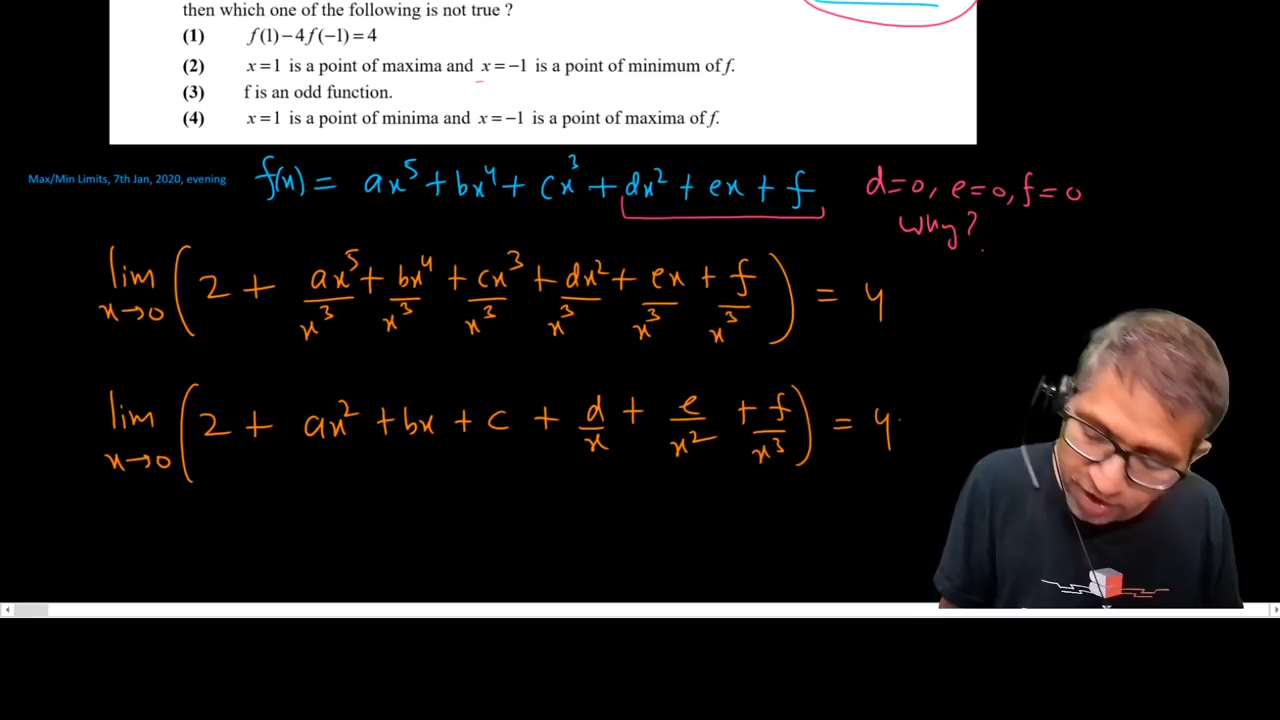 then which one of the following is not true ?
(1) f(1)−4f(−1)=4
(2) x=1 is a point of maxima and x=−1 is a point of minimum of f.
(3) f is an odd function.
(4) x=1 is a point of minima and x=−1 is a point of maxima of f.
Max/Min Limits, 7th Jan, 2020, evening
f(x) = ax⁵ + bx⁴ + cx³ + dx² + ex + f
d=0, e=0, f=0
why?
lim x→0 (2 + ax⁵/x³ + bx⁴/x³ + cx³/x³ + dx²/x³ + ex/x³ + f/x³) = 4
lim x→0 (2 + ax² + bx + c + d/x + e/x² + f/x³) = 4